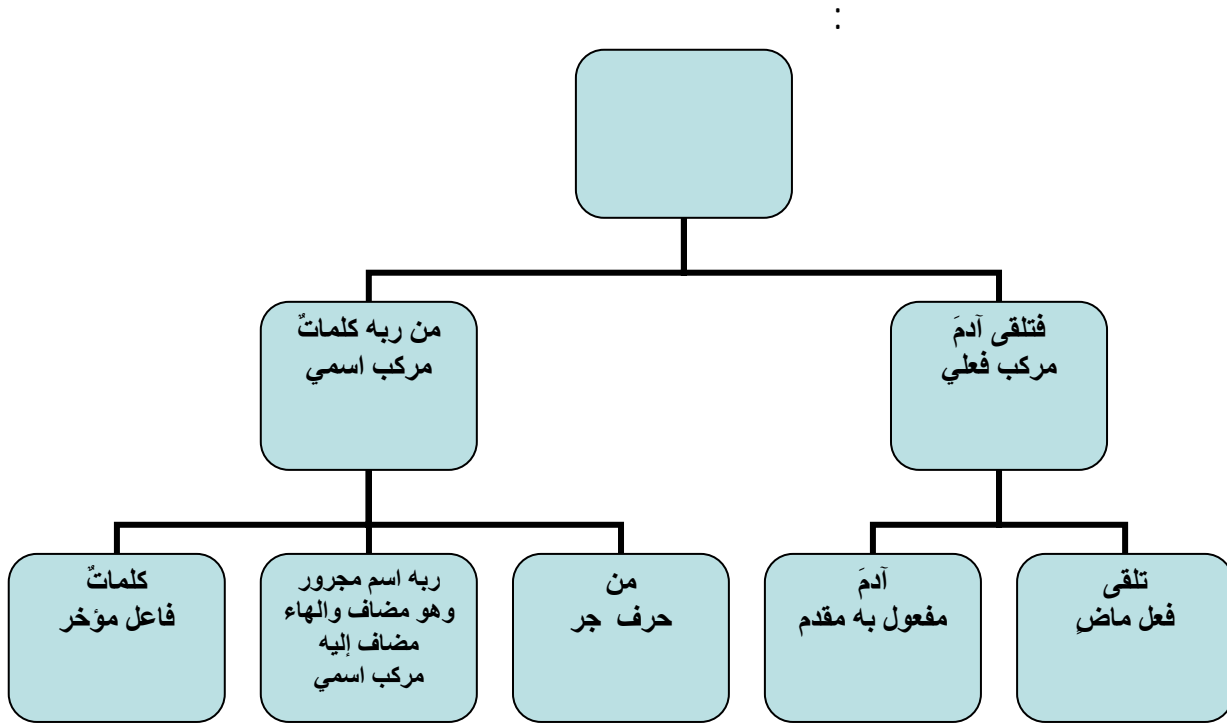 :
فتلقى آدمَ
مركب فعلي
من ربه كلماتٌ
مركب اسمي
تلقى
فعل ماضٍ
آدمَ
مفعول به مقدم
من
حرف جر
ربه اسم مجرور
وهو مضاف والهاء
مضاف إليه
مركب اسمي
كلماتٌ
فاعل مؤخر